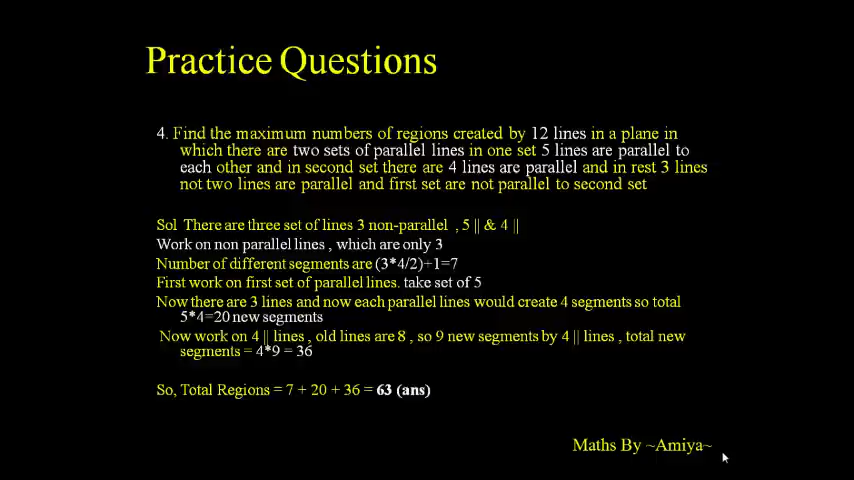 Practice Questions
4. Find the maximum numbers of regions created by 12 lines in a plane in
which there are two sets of parallel lines in one set 5 lines are parallel to
each other and in second set there are 4 lines are parallel and in rest 3 lines
not two lines are parallel and first set are not parallel to second set
Sol There are three set of lines 3 non-parallel , 5 || & 4 ||
Work on non parallel lines , which are only 3
Number of different segments are (3*4/2)+1=7
First work on first set of parallel lines. take set of 5
Now there are 3 lines and now each parallel lines would create 4 segments so total
5*4=20 new segments
Now work on 4 || lines , old lines are 8 , so 9 new segments by 4 || lines , total new
segments = 4*9 = 36
So, Total Regions = 7 + 20 + 36 = 63 (ans)
Maths By ~Amiya~